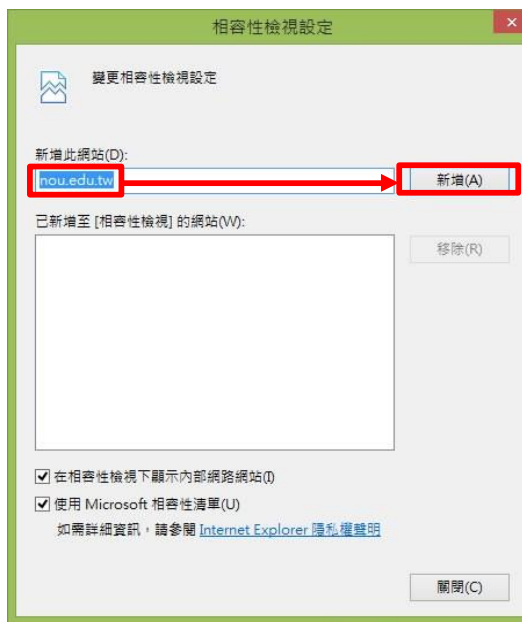 相容性檢視設定
變更相容性檢視設定
新增此網站(D):
nou.edu.tw
新增(A)
已新增至 [相容性檢視] 的網站(W):
移除(R)
在相容性檢視下顯示內部網路網站(I)
使用 Microsoft 相容性清單(U)
如需詳細資訊，請參閱 Internet Explorer 隱私權聲明
關閉(C)